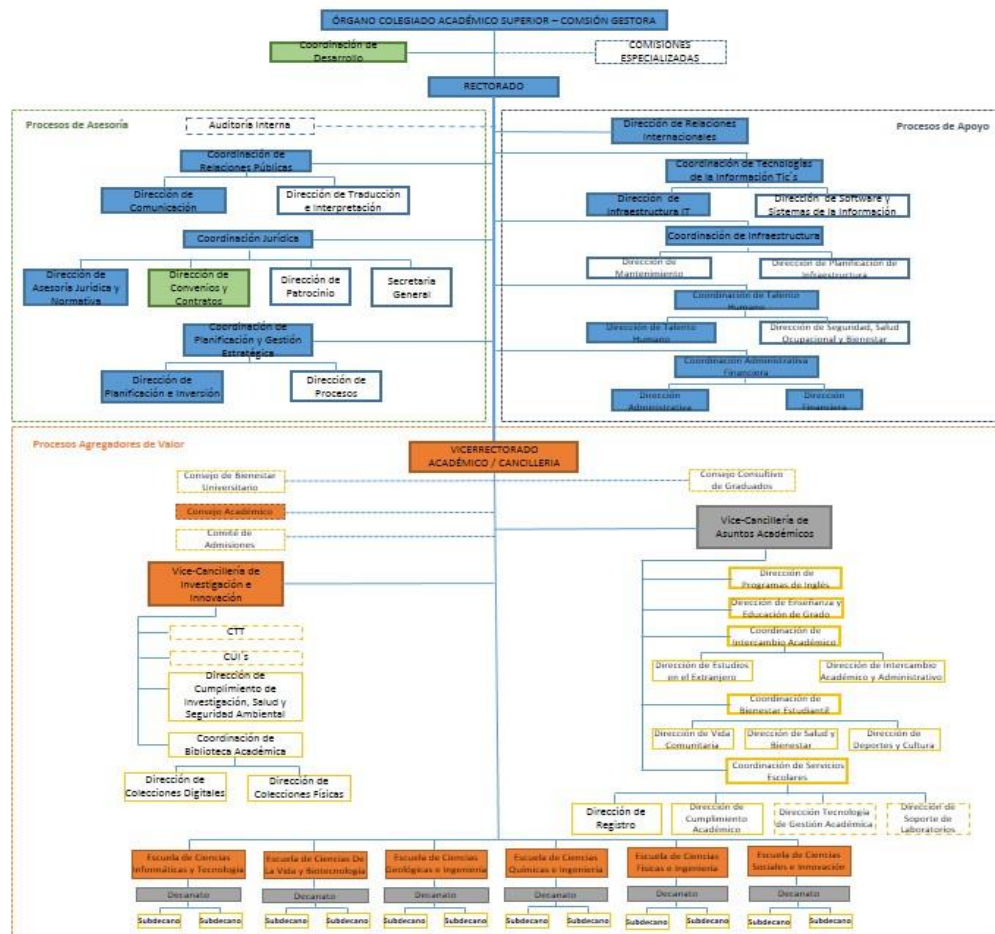 ÓRGANO COLEGIADO ACADÉMICO SUPERIOR – COMSIÓN GESTORA
Coordinación de
Desarrollo
COMISIONES
ESPECIALIZADAS
RECTORADO
Procesos de Asesoría
Auditoría Interna
Coordinación de
Relaciones Públicas
Dirección de
Comunicación
Dirección de Traducción
e Interpretación
Coordinación Jurídica
Dirección de
Asesoría Jurídica y
Normativa
Dirección de
Convenios y
Contratos
Dirección de
Patrocinio
Secretaria
General
Coordinación de
Planificación y Gestión
Estratégica
Dirección de
Planificación e Inversión
Dirección de
Procesos
Procesos de Apoyo
Dirección de Relaciones
Internacionales
Coordinación de Tecnologías
de la Información Tic´s
Dirección de
Infraestructura IT
Dirección de Software y
Sistemas de la Información
Coordinación de Infraestructura
Dirección de
Mantenimiento
Dirección de Planificación de
Infraestructura
Coordinación de Talento
Humano
Dirección de Talento
Humano
Dirección de Seguridad, Salud
Ocupacional y Bienestar
Coordinación Administrativa
Financiera
Dirección
Administrativa
Dirección
Financiera
Procesos Agregadores de Valor
VICERRECTORADO
ACADÉMICO / CANCILLERIA
Consejo de Bienestar
Universitario
Consejo Consultivo
de Graduados
Consejo Académico
Comité de
Admisiones
Vice-Cancillería de
Asuntos Académicos
Vice-Cancillería de
Investigación e
Innovación
CTT
CUI´s
Dirección de
Cumplimiento de
Investigación, Salud y
Seguridad Ambiental
Coordinación de
Biblioteca Académica
Dirección de
Colecciones Digitales
Dirección de
Colecciones Físicas
Dirección de
Programas de Inglés
Dirección de Enseñanza y
Educación de Grado
Coordinación de
Intercambio Académico
Dirección de Estudios
en el Extranjero
Dirección de Intercambio
Académico y Administrativo
Coordinación de
Bienestar Estudiantil
Dirección de Vida
Comunitaria
Dirección de Salud y
Bienestar
Dirección de
Deportes y Cultura
Coordinación de Servicios
Escolares
Dirección de
Registro
Dirección de
Cumplimiento
Académico
Dirección Tecnología
de Gestión Académica
Dirección de
Soporte de
Laboratorios
Escuela de Ciencias
Informáticas y Tecnología
Decanato
Subdecano
Subdecano
Escuela de Ciencias De
La Vida y Biotecnología
Decanato
Subdecano
Subdecano
Escuela de Ciencias
Geológicas e Ingeniería
Decanato
Subdecano
Subdecano
Escuela de Ciencias
Químicas e Ingeniería
Decanato
Subdecano
Subdecano
Escuela de Ciencias
Físicas e Ingeniería
Decanato
Subdecano
Subdecano
Escuela de Ciencias
Sociales e Innovación
Decanato
Subdecano
Subdecano